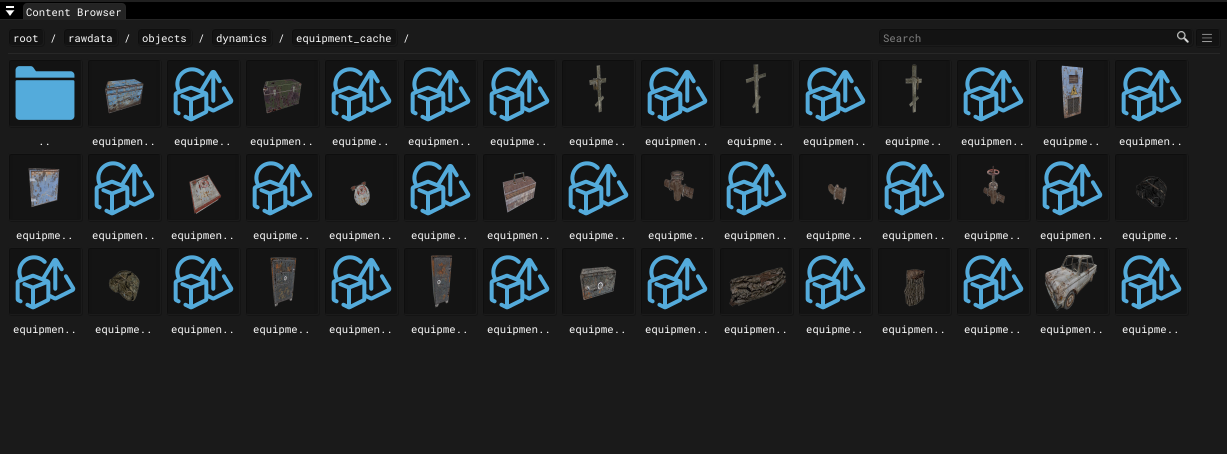 Content Browser
root / rawdata / objects / dynamics / equipment_cache /
Search
.. equipmen.. equipme.. equipmen.. equipme.. equipmen.. equipme.. equipme.. equipmen.. equipme.. equipmen.. equipme.. equipme.. equipmen.. equipmen..
equipme.. equipmen.. equipmen.. equipme.. equipme.. equipmen.. equipmen.. equipme.. equipme.. equipmen.. equipme.. equipmen.. equipme.. equipmen.. equipme..
equipmen.. equipme.. equipmen.. equipme.. equipmen.. equipme.. equipmen.. equipme.. equipmen.. equipme.. equipmen.. equipme.. equipme.. equipmen.. equipme..